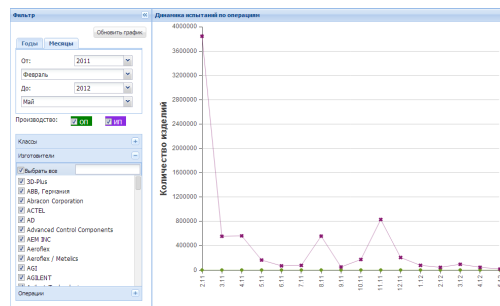 Фильтр
Обновить график
Годы
Месяцы
От:
2011
Февраль
До:
2012
Май
Производство:
ОП
ИП
Классы
Изготовители
Выбрать все
3D-Plus
ABB, Германия
Abracon Corporation
ACTEL
AD
Advanced Control Components
AEM INC
Aeroflex
Aeroflex / Metelics
AGI
AGILENT
Операции
Динамика испытаний по операциям
Количество изделий
4000000
3600000
3200000
2800000
2400000
2000000
1600000
1200000
800000
400000
0
2.11
3.11
4.11
5.11
6.11
7.11
8.11
9.11
10.11
11.11
12.11
1.12
2.12
3.12
4.12